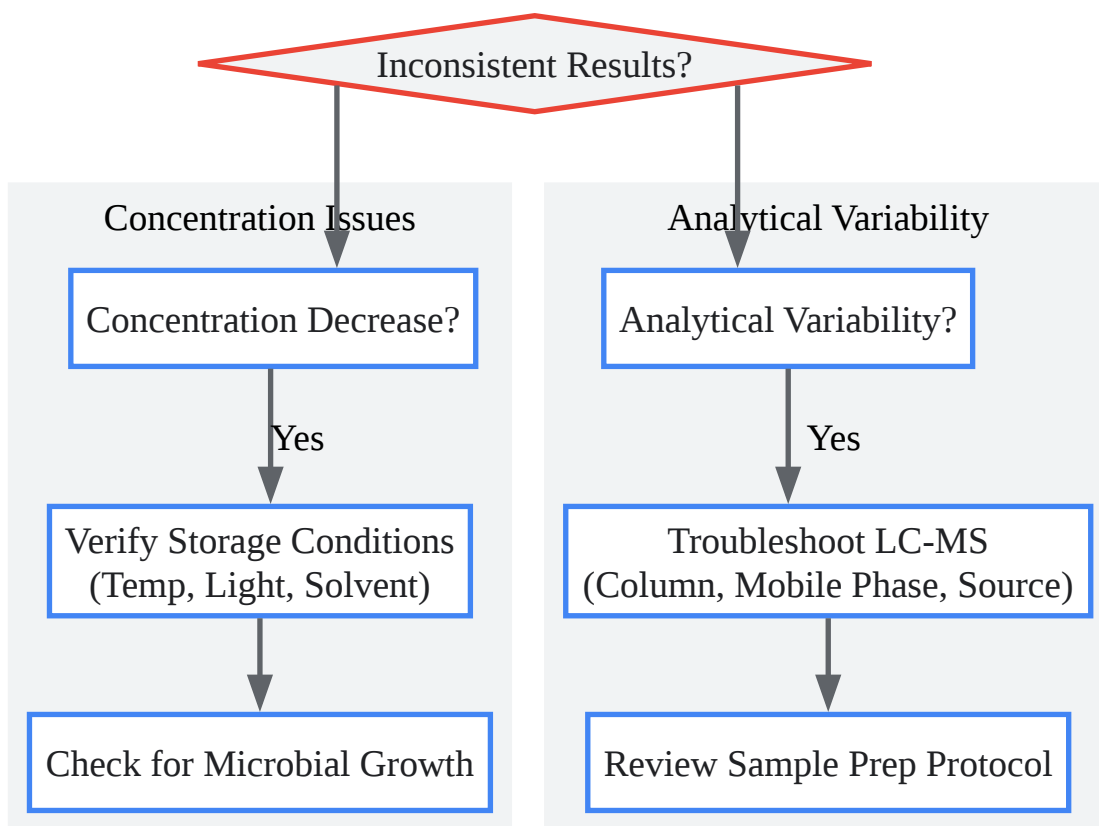 Inconsistent Results?
Concentration Issues
Concentration Decrease?
Yes
Verify Storage Conditions
(Temp, Light, Solvent)
Check for Microbial Growth
Analytical Variability
Analytical Variability?
Yes
Troubleshoot LC-MS
(Column, Mobile Phase, Source)
Review Sample Prep Protocol